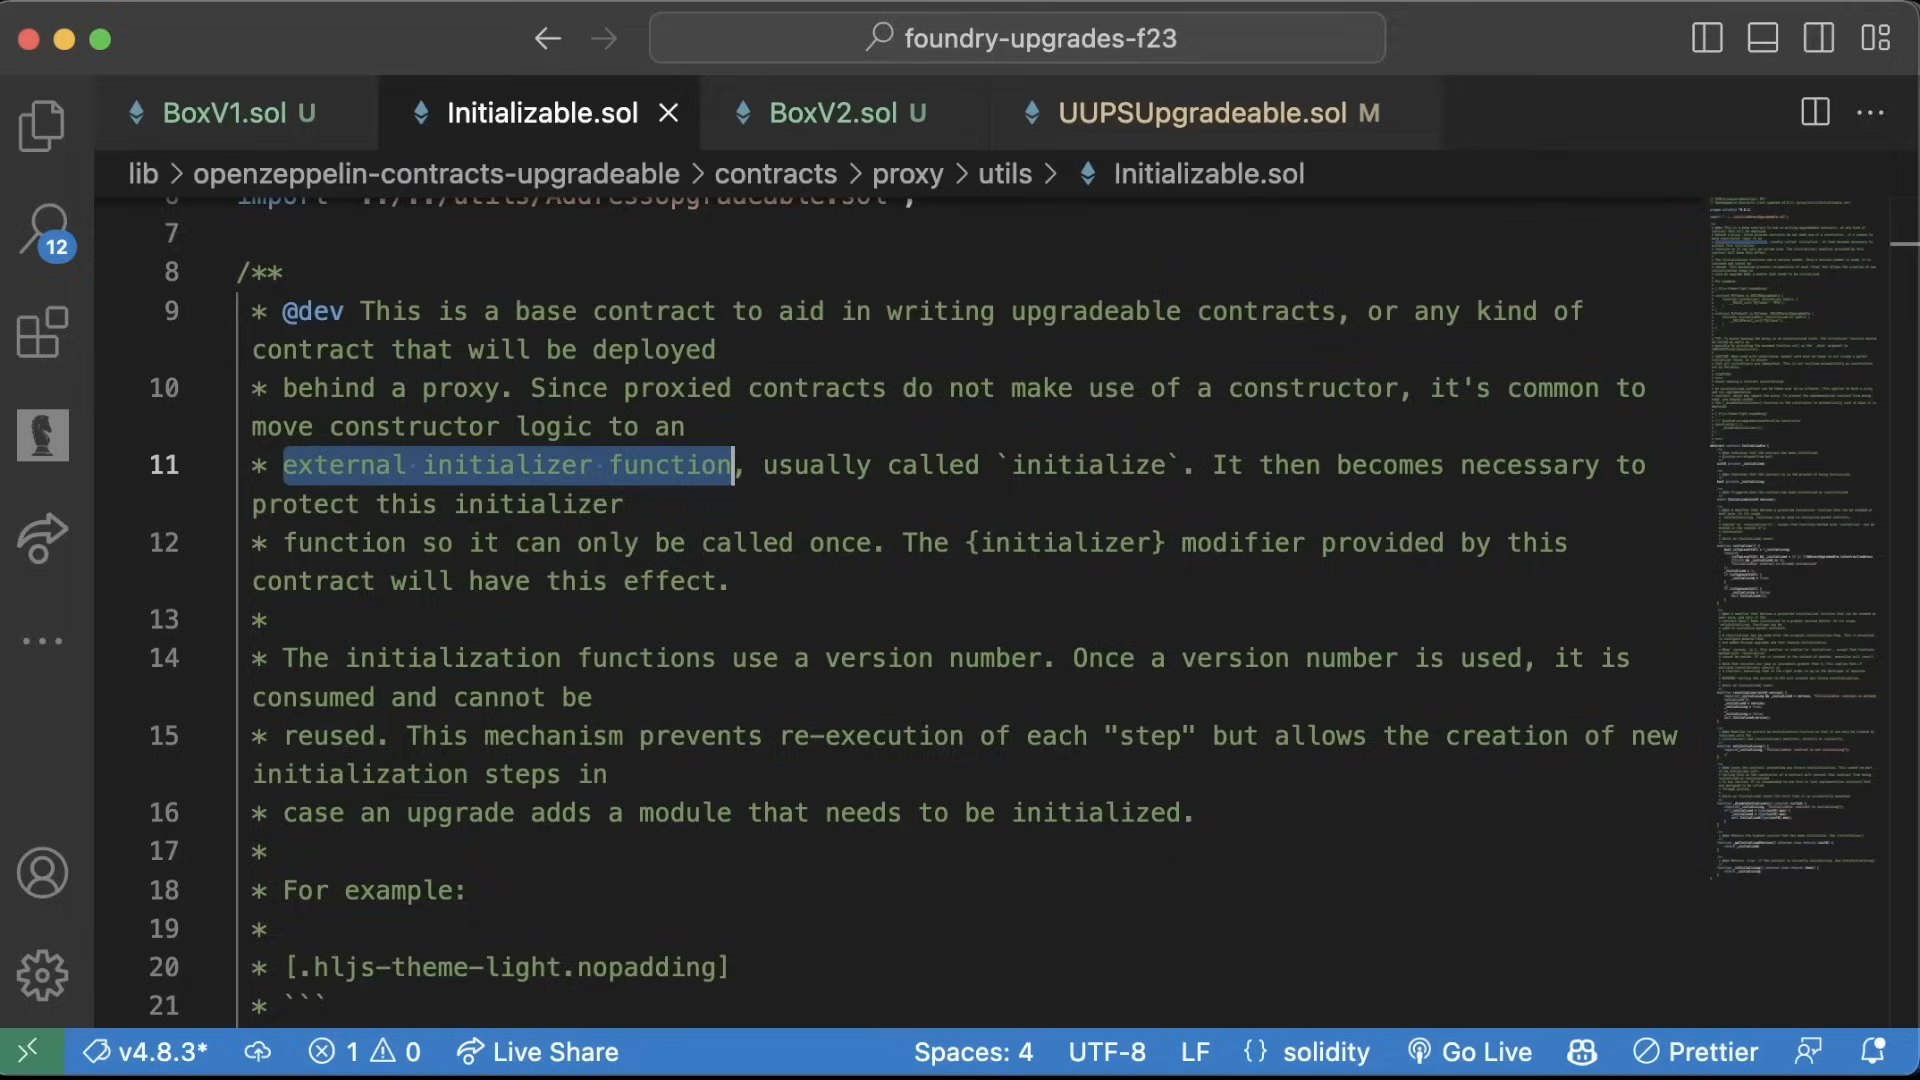 foundry-upgrades-f23
BoxV1.sol U
Initializable.sol
BoxV2.sol U
UUPSUpgradeable.sol M
lib > openzeppelin-contracts-upgradeable > contracts > proxy > utils > Initializable.sol
6 import "../../utils/AddressUpgradeable.sol";
7
8 /**
9 * @dev This is a base contract to aid in writing upgradeable contracts, or any kind of
contract that will be deployed
10 * behind a proxy. Since proxied contracts do not make use of a constructor, it's common to
move constructor logic to an
11 * external initializer function, usually called `initialize`. It then becomes necessary to
protect this initializer
12 * function so it can only be called once. The {initializer} modifier provided by this
contract will have this effect.
13 *
14 * The initialization functions use a version number. Once a version number is used, it is
consumed and cannot be
15 * reused. This mechanism prevents re-execution of each "step" but allows the creation of new
initialization steps in
16 * case an upgrade adds a module that needs to be initialized.
17 *
18 * For example:
19 *
20 * [.hljs-theme-light.nopadding]
21 * ```
12
v4.8.3* 1 0 Live Share Spaces: 4 UTF-8 LF {} solidity Go Live Prettier